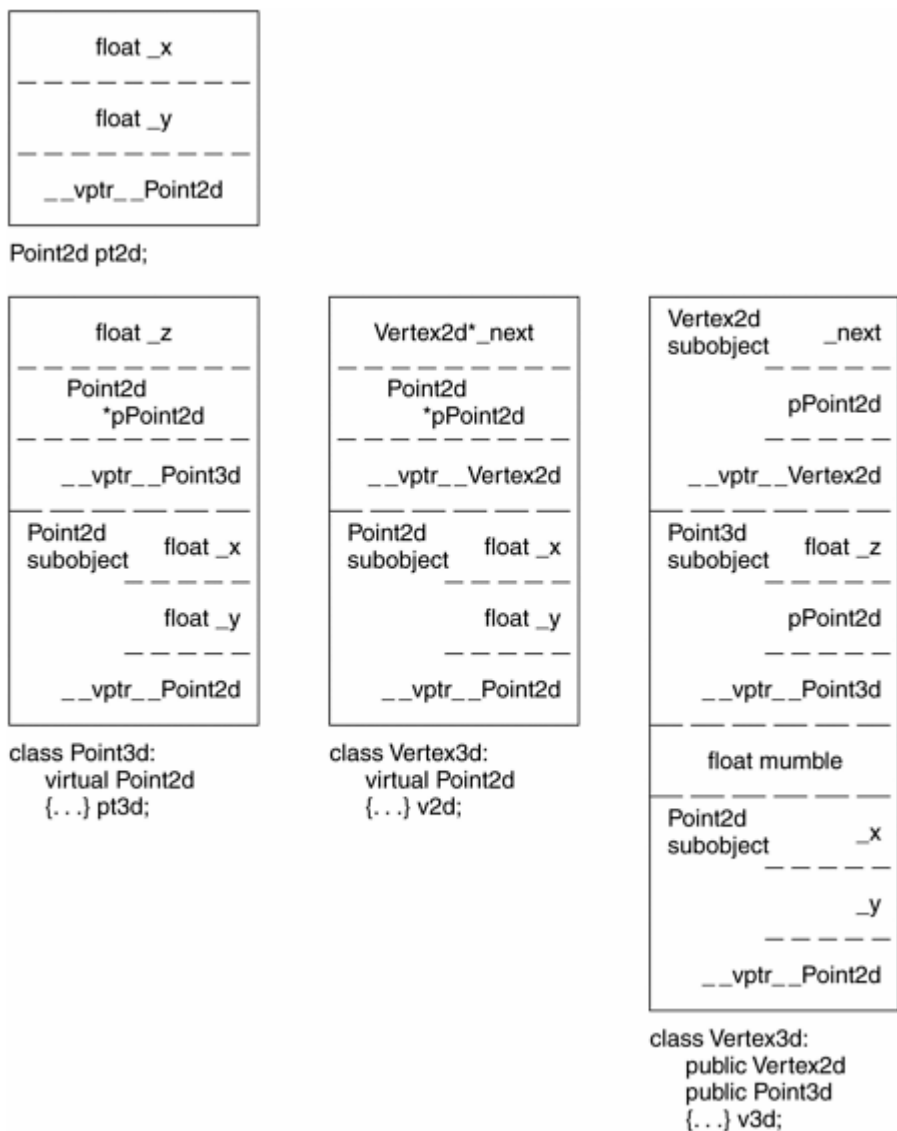 float _x
float _y
__vptr__Point2d
Point2d pt2d;
float _z
Point2d
*pPoint2d
__vptr__Point3d
Point2d
subobject
float _x
float _y
__vptr__Point2d
class Point3d:
virtual Point2d
{. . .} pt3d;
Vertex2d*_next
Point2d
*pPoint2d
__vptr__Vertex2d
Point2d
subobject
float _x
float _y
__vptr__Point2d
class Vertex3d:
virtual Point2d
{. . .} v2d;
Vertex2d
subobject
_next
pPoint2d
__vptr__Vertex2d
Point3d
subobject
float _z
pPoint2d
__vptr__Point3d
float mumble
Point2d
subobject
_x
_y
__vptr__Point2d
class Vertex3d:
public Vertex2d
public Point3d
{. . .} v3d;